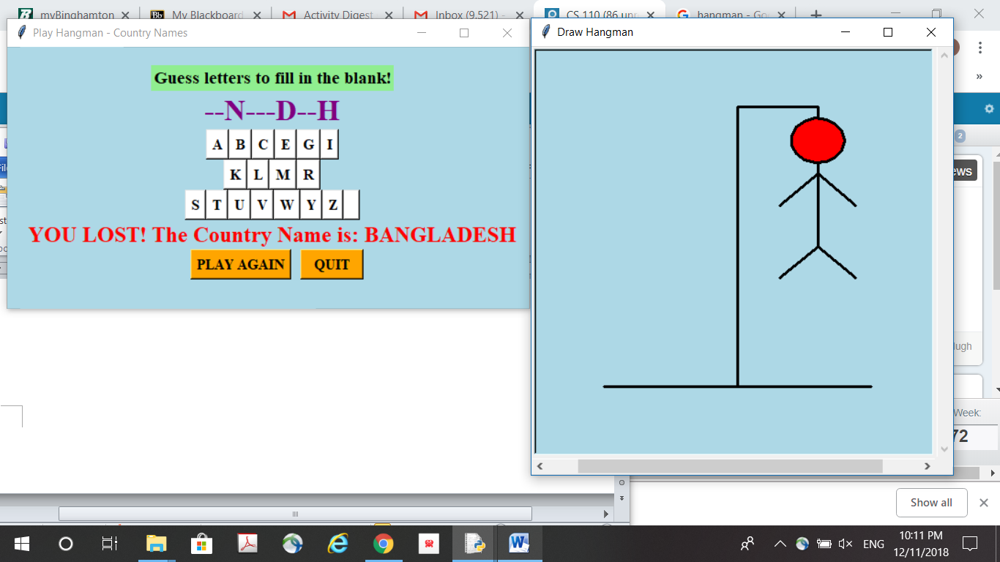 myBinghamton
My Blackboard
Activity Digest
Inbox (9,521) -
CS 110 (86 unr
hangman - Go
Play Hangman - Country Names
Draw Hangman
Guess letters to fill in the blank!
--N---D--H
A B C E G I
K L M R
S T U V W Y Z
YOU LOST! The Country Name is: BANGLADESH
PLAY AGAIN QUIT
2
ews
lugh
Week:
72
Show all
ENG
10:11 PM
12/11/2018